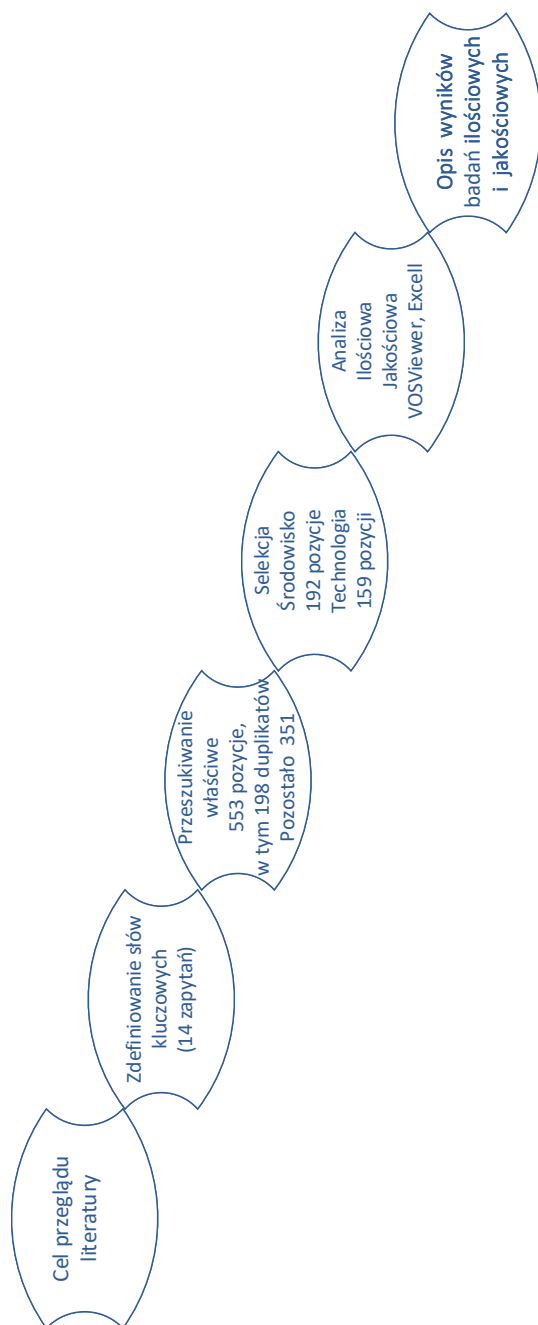 Cel przeglądu
literatury
Zdefiniowanie słów
kluczowych
(14 zapytań)
Przeszukiwanie
właściwe
553 pozycje,
w tym 198 duplikatów
Pozostało 351
Selekcja
Środowisko
192 pozycje
Technologia
159 pozycji
Analiza
Ilościowa
Jakościowa
VOSViewer, Excell
Opis wyników
badań ilościowych
i jakościowych